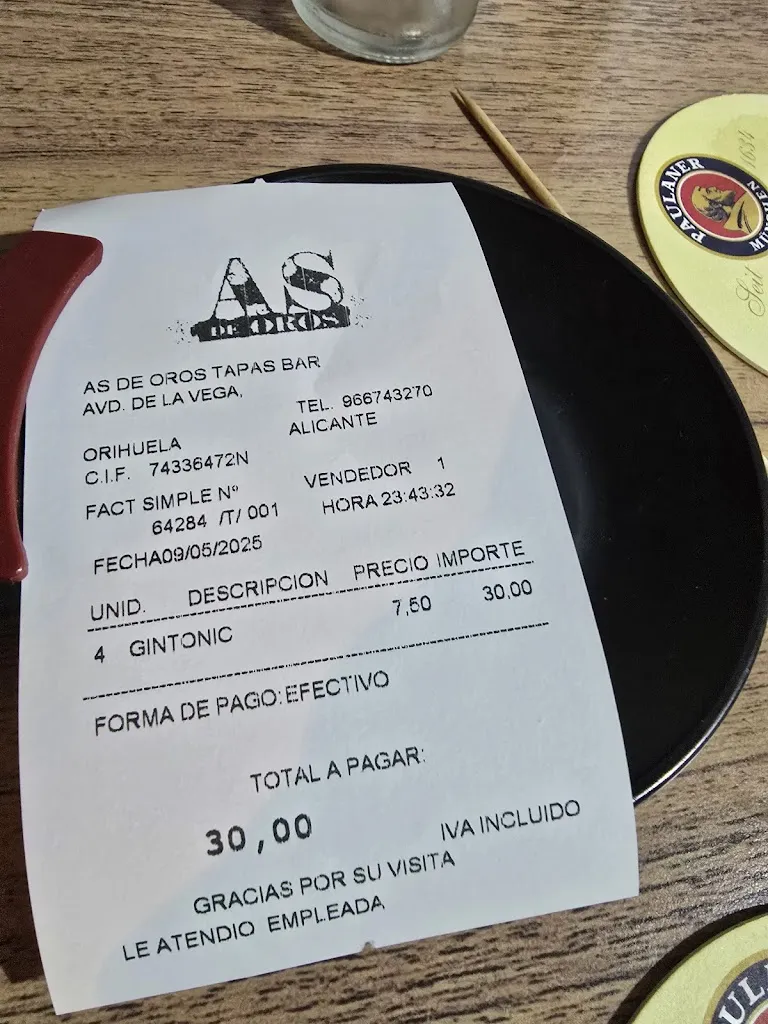 AS
DE OROS
AS DE OROS TAPAS BAR
AVD. DE LA VEGA,
TEL. 966743270
ORIHUELA
ALICANTE
C.I.F. 74336472N
FACT SIMPLE Nº
VENDEDOR 1
64284 /T/ 001
HORA 23:43:32
FECHA09/05/2025
UNID. DESCRIPCION PRECIO IMPORTE
4 GINTONIC 7,50 30,00
FORMA DE PAGO:EFECTIVO
TOTAL A PAGAR:
30,00
IVA INCLUIDO
GRACIAS POR SU VISITA
LE ATENDIO EMPLEADA
PAULANER
MÜNCHEN
Seit 1634